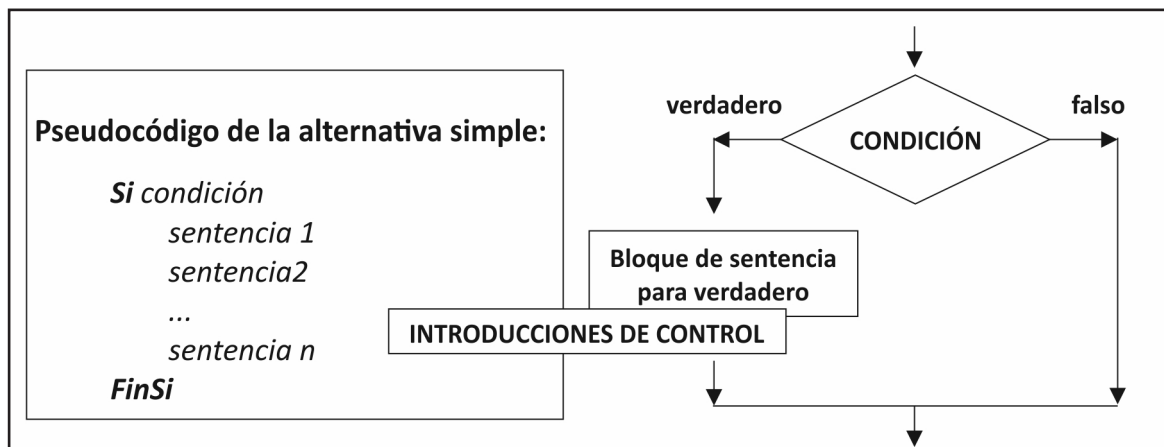 Pseudocódigo de la alternativa simple:
Si condición
sentencia 1
sentencia2
...
sentencia n
FinSi
verdadero
falso
CONDICIÓN
Bloque de sentencia
para verdadero
INTRODUCCIONES DE CONTROL